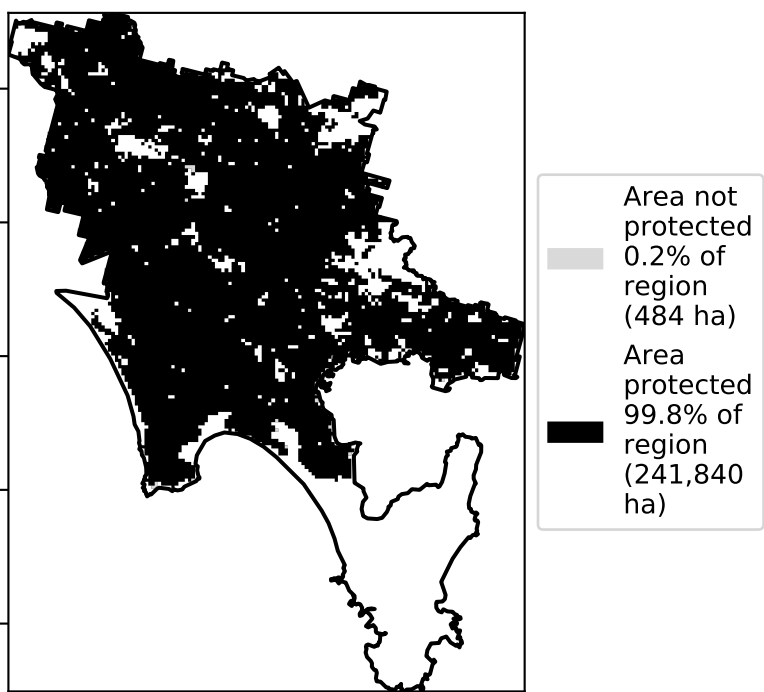 Area not
protected
0.2% of
region
(484 ha)
Area
protected
99.8% of
region
(241,840
ha)